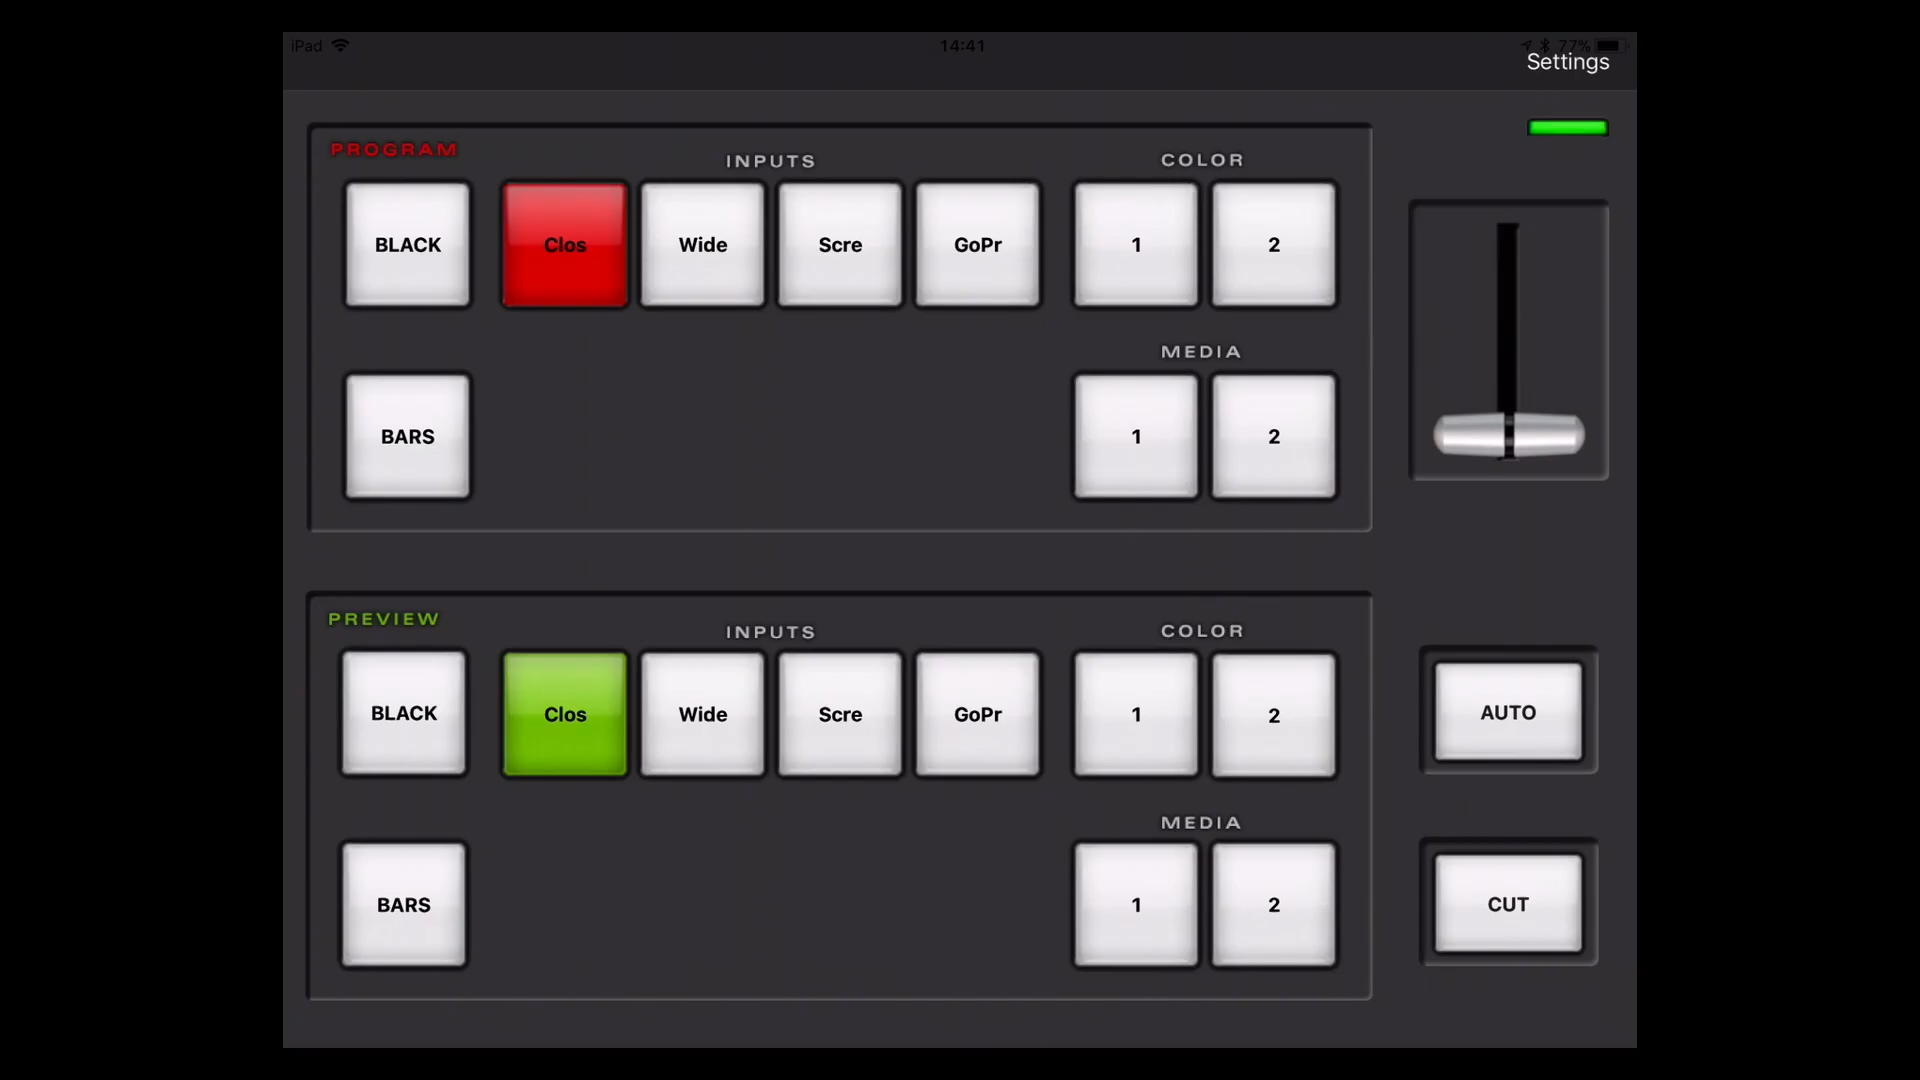 iPad 14:41 77%
Settings
PROGRAM
INPUTS COLOR
BLACK Clos Wide Scre GoPr 1 2
MEDIA
BARS 1 2
PREVIEW
INPUTS COLOR
BLACK Clos Wide Scre GoPr 1 2 AUTO
MEDIA
BARS 1 2 CUT